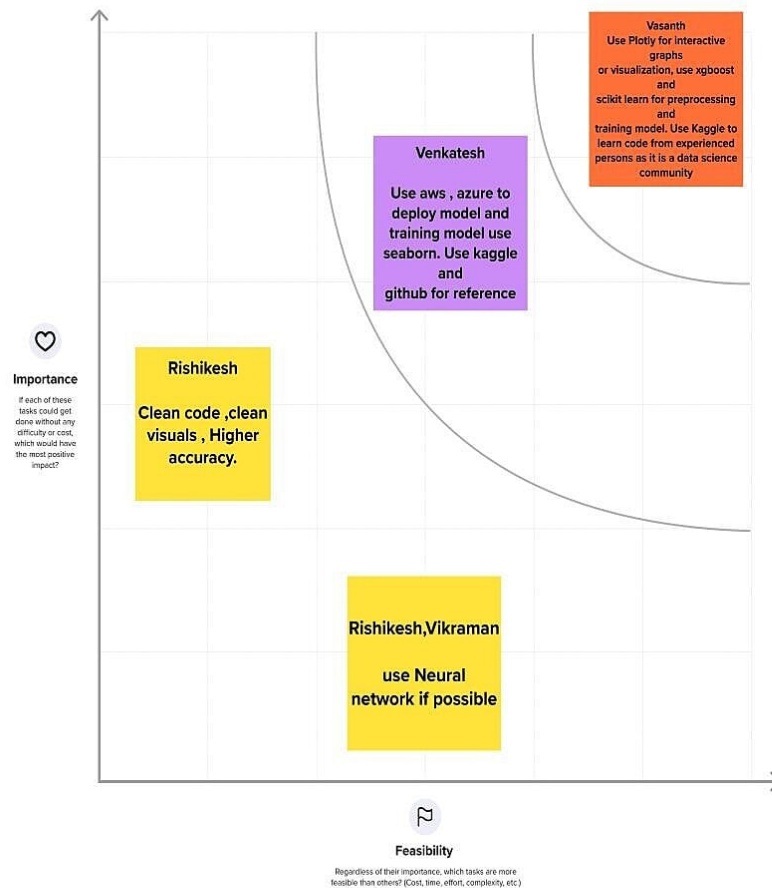 Vasanth
Use Plotly for interactive
graphs
or visualization, use xgboost
and
scikit learn for preprocessing
and
training model. Use Kaggle to
learn code from experienced
persons as it is a data science
community
Venkatesh
Use aws , azure to
deploy model and
training model use
seaborn. Use kaggle
and
github for reference
Importance
If each of these
tasks could get
done without any
difficulty or cost,
which would have
the most positive
impact?
Rishikesh
Clean code ,clean
visuals , Higher
accuracy.
Rishikesh,Vikraman
use Neural
network if possible
Feasibility
Regardless of their importance, which tasks are more
feasible than others? (Cost, time, effort, complexity, etc.)